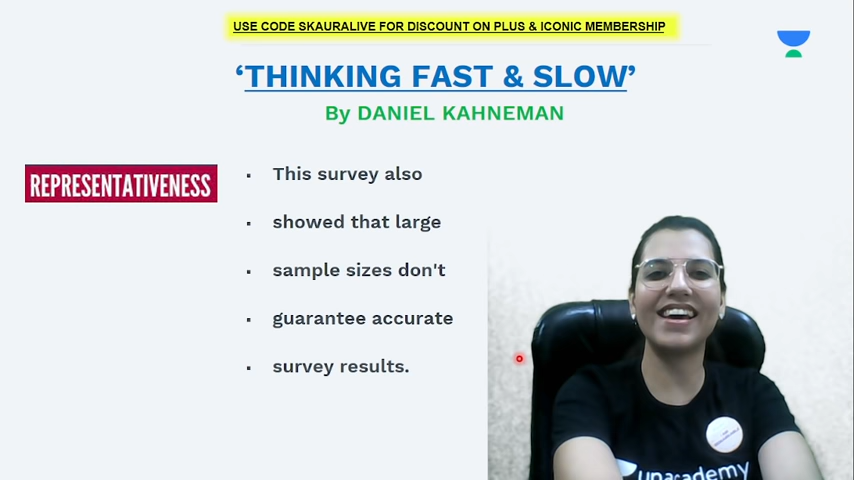 USE CODE SKAURALIVE FOR DISCOUNT ON PLUS & ICONIC MEMBERSHIP
‘THINKING FAST & SLOW’
By DANIEL KAHNEMAN
REPRESENTATIVENESS
▪ This survey also
▪ showed that large
▪ sample sizes don't
▪ guarantee accurate
▪ survey results.
unacademy